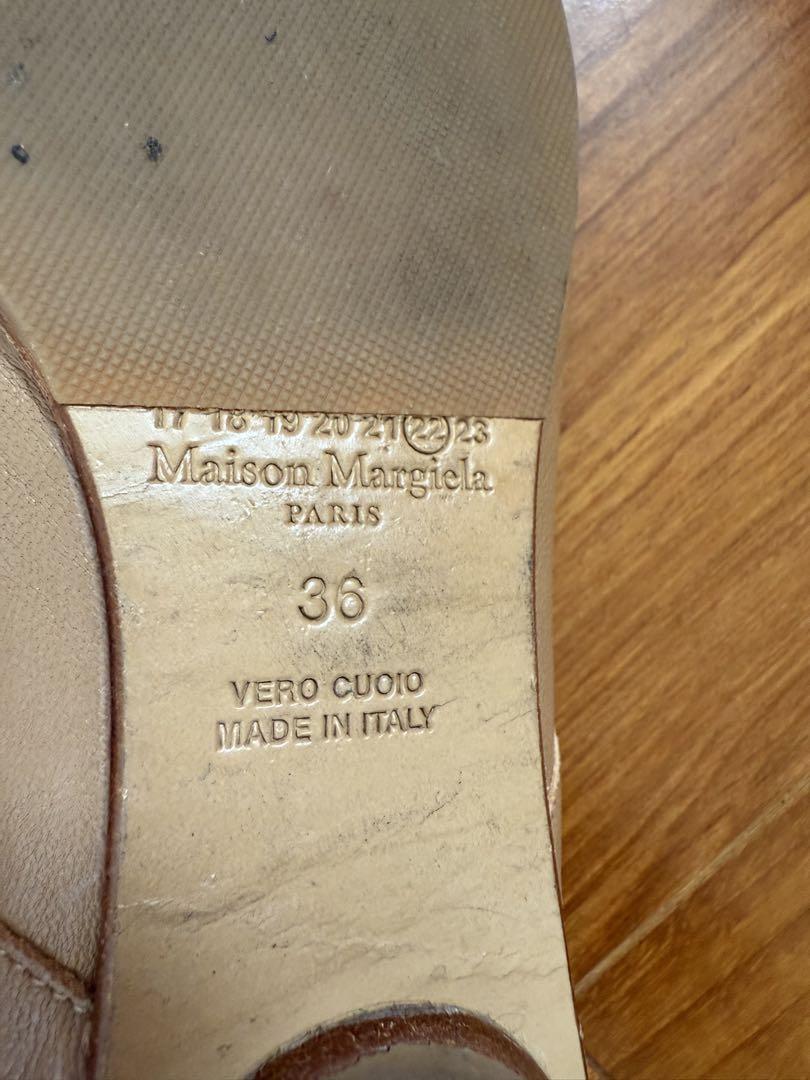 17 18 19 20 21 22 23
Maison Margiela
PARIS
36
VERO CUOIO
MADE IN ITALY